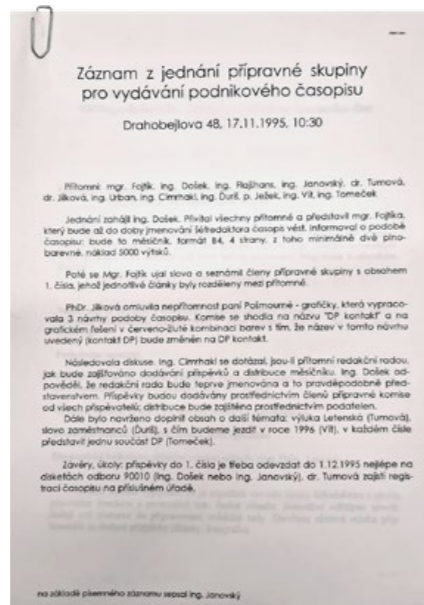 Záznam z jednání přípravné skupiny
pro vydávání podnikového časopisu
Drahobejlova 48, 17.11.1995, 10:30
Přítomni: mgr. Fojtík, ing. Došek, ing. Flajšhans, ing. Janovský, dr. Tumová,
dr. Jílková, ing. Urban, ing. Cimrhakl, ing. Ďuriš, p. Ježek, ing. Vít, ing. Tomeček
Jednání zahájil ing. Došek. Přivítal všechny přítomné a představil mgr. Fojtíka,
který bude až do doby jmenování šéfredaktora časopis vést. Informoval o podobě
časopisu: bude to měsíčník, formát B4, 4 strany, z toho minimálně dvě plno-
barevné, náklad 5000 výtisků.
Poté se Mgr. Fojtík ujal slova a seznámil členy přípravné skupiny s obsahem
1. čísla, jehož jednotlivé články byly rozděleny mezi přítomné.
PhDr. Jílková omluvila nepřítomnost paní Pošmourné - grafičky, která vypraco-
vala 3 návrhy podoby časopisu. Komise se shodla na názvu "DP kontakt" a na
grafickém řešení v červeno-žluté kombinaci barev s tím, že název v tomto návrhu
uvedený (kontakt DP) bude změněn na DP kontakt.
Následovala diskuse. Ing. Cimrhakl se dotázal, jsou-li přítomní redakční radou,
jak bude zajišťováno dodávání příspěvků a distribuce měsíčníku. Ing. Došek od-
pověděl, že redakční rada bude teprve jmenována a to pravděpodobně před-
stavenstvem. Příspěvky budou dodávány prostřednictvím členů přípravné komise
od všech přispěvatelů; distribuce bude zajištěna prostřednictvím podatelen.
Dále bylo navrženo doplnit obsah o další témata: výluka Letenská (Tumová),
slovo zaměstnanců (Ďuriš), s čím budeme jezdit v roce 1996 (Vít), v každém čísle
představit jednu součást DP (Tomeček).
Závěry, úkoly: příspěvky do 1. čísla je třeba odevzdat do 1.12.1995 nejlépe na
disketách odboru 90010 (ing. Došek nebo ing. Janovský), dr. Tumová zajistí regis-
traci časopisu na příslušném úřadě.
na základě písemného záznamu sepsal ing. Janovský